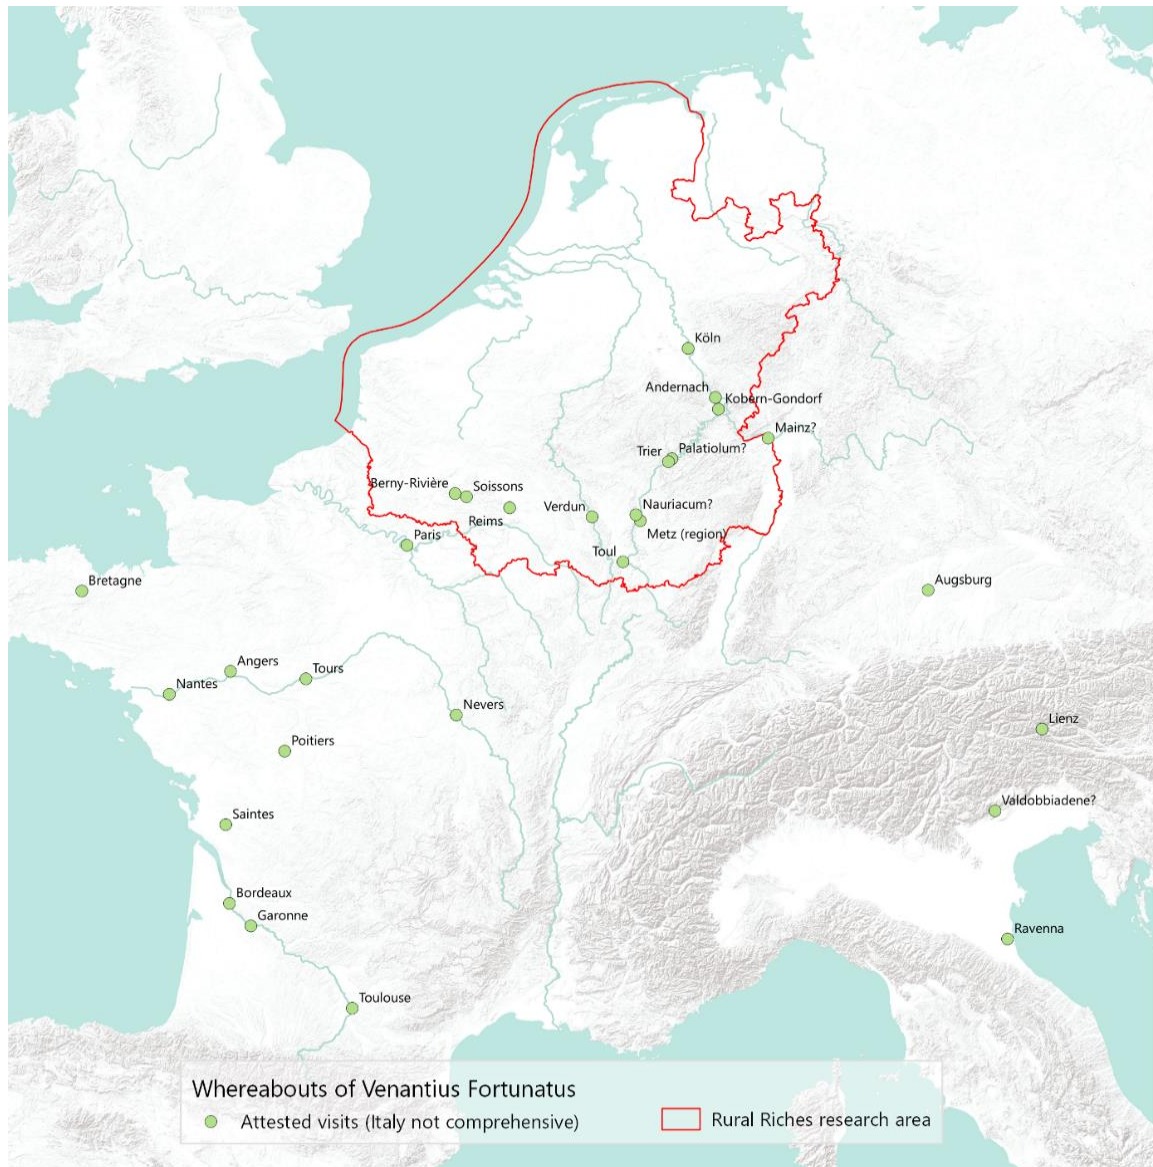 Köln
Andernach
Kobern-Gondorf
Mainz?
Trier
Palatiolum?
Berny-Rivière
Soissons
Reims
Verdun
Nauriacum?
Metz (region)
Paris
Toul
Bretagne
Augsburg
Angers
Tours
Nantes
Nevers
Lienz
Poitiers
Valdobbiadene?
Saintes
Bordeaux
Garonne
Ravenna
Toulouse
Whereabouts of Venantius Fortunatus
Attested visits (Italy not comprehensive)
Rural Riches research area